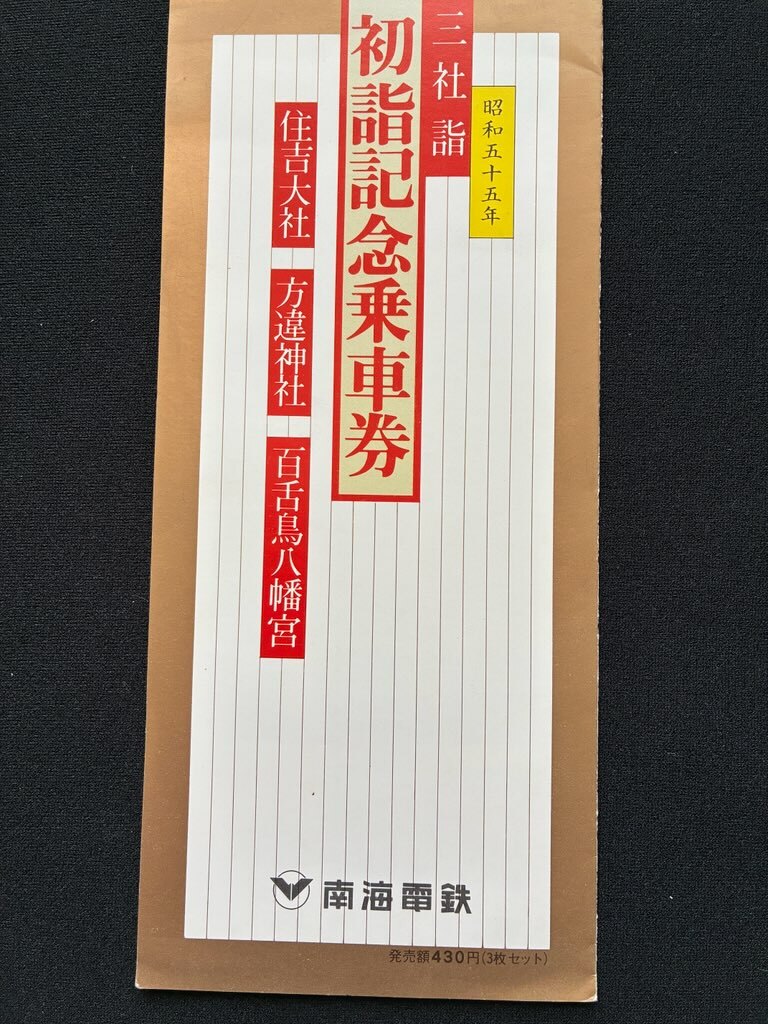 昭和五十五年
三社詣
初詣記念乗車券
住吉大社
方違神社
百舌鳥八幡宮
南海電鉄
発売額430円(3枚セット)